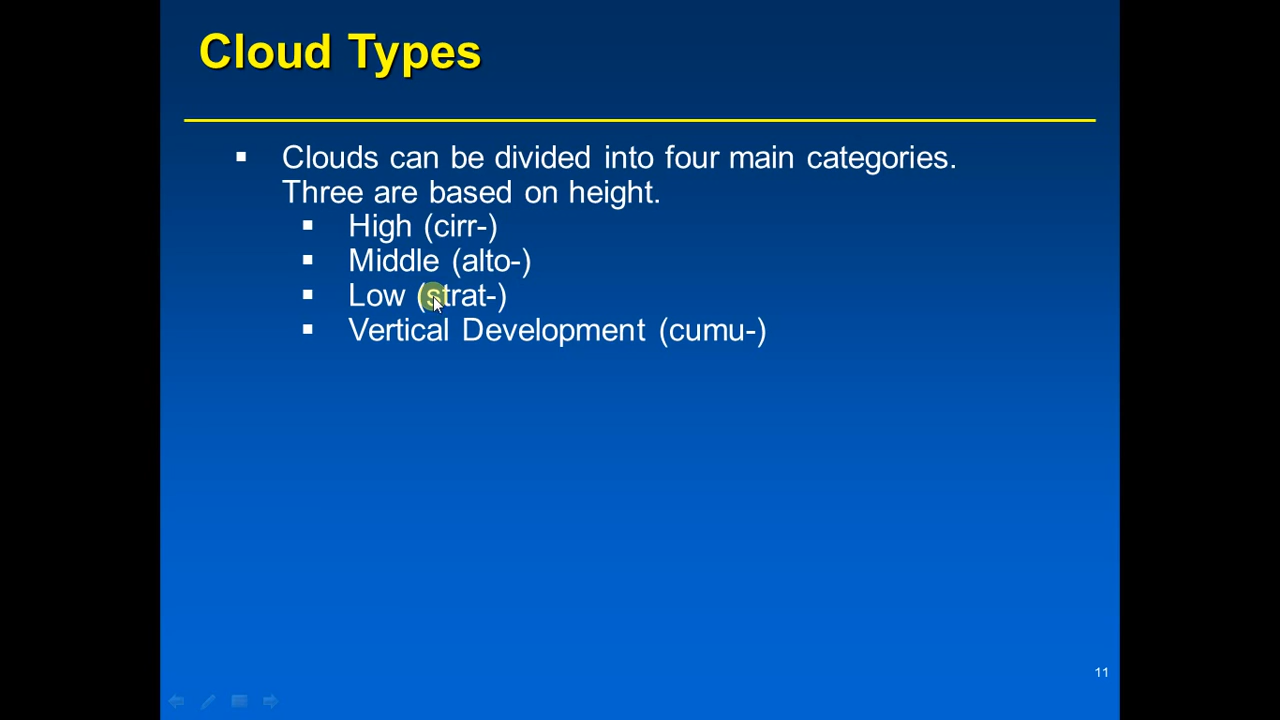 Cloud Types
Clouds can be divided into four main categories.
Three are based on height.
High (cirr-)
Middle (alto-)
Low (strat-)
Vertical Development (cumu-)
11